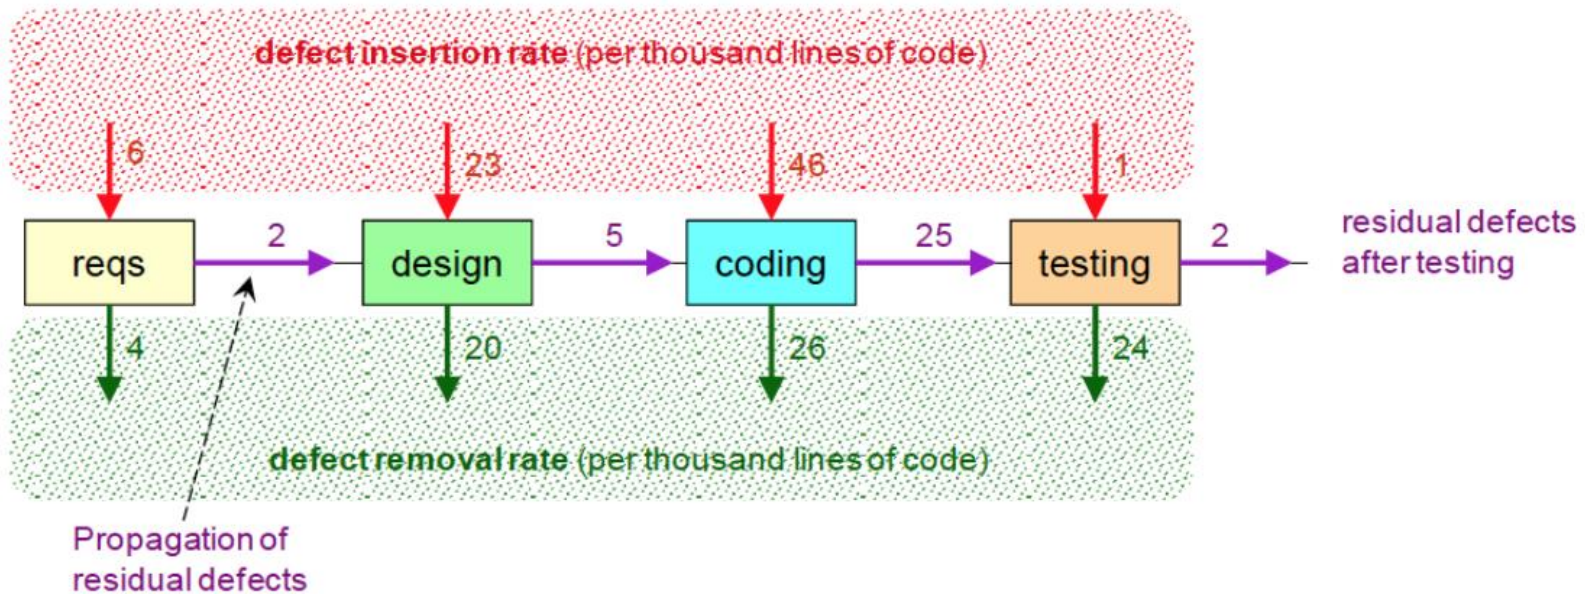 defect insertion rate (per thousand lines of code)
6
23
46
1
reqs
2
design
5
coding
25
testing
2
residual defects
after testing
4
20
26
24
defect removal rate (per thousand lines of code)
Propagation of
residual defects